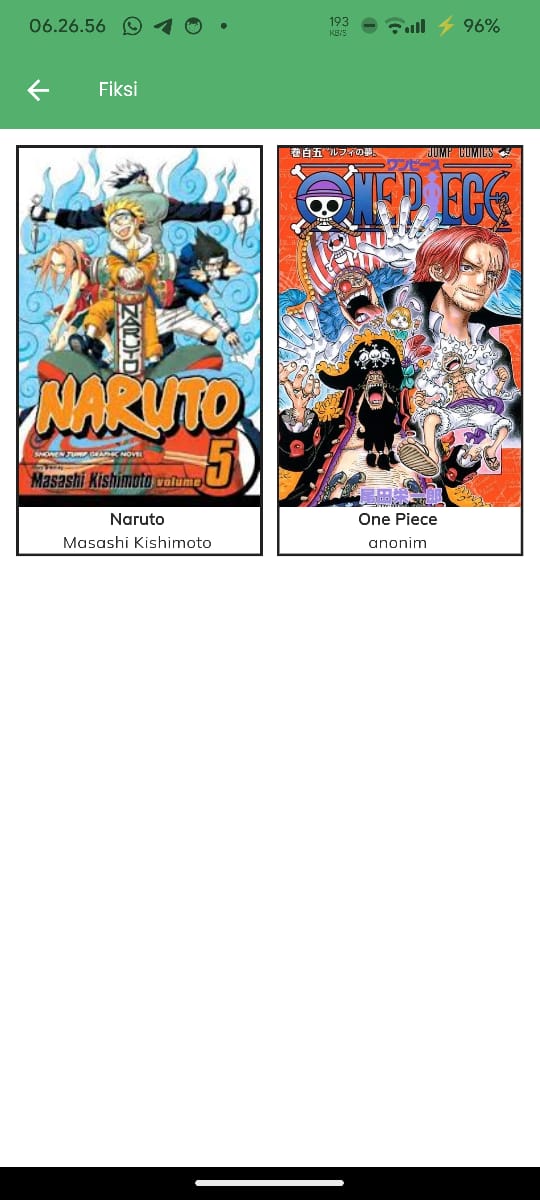 06.26.56
193
KB/S
96%
Fiksi
NARUTO
NARUTO
SHONEN JUMP GRAPHIC NOVEL
Masashi Kishimoto volume 5
Naruto
Masashi Kishimoto
巻百五 "ルフィの夢"
JUMP COMICS
ワンピース
ONE PIECE
尾田栄一郎
One Piece
anonim